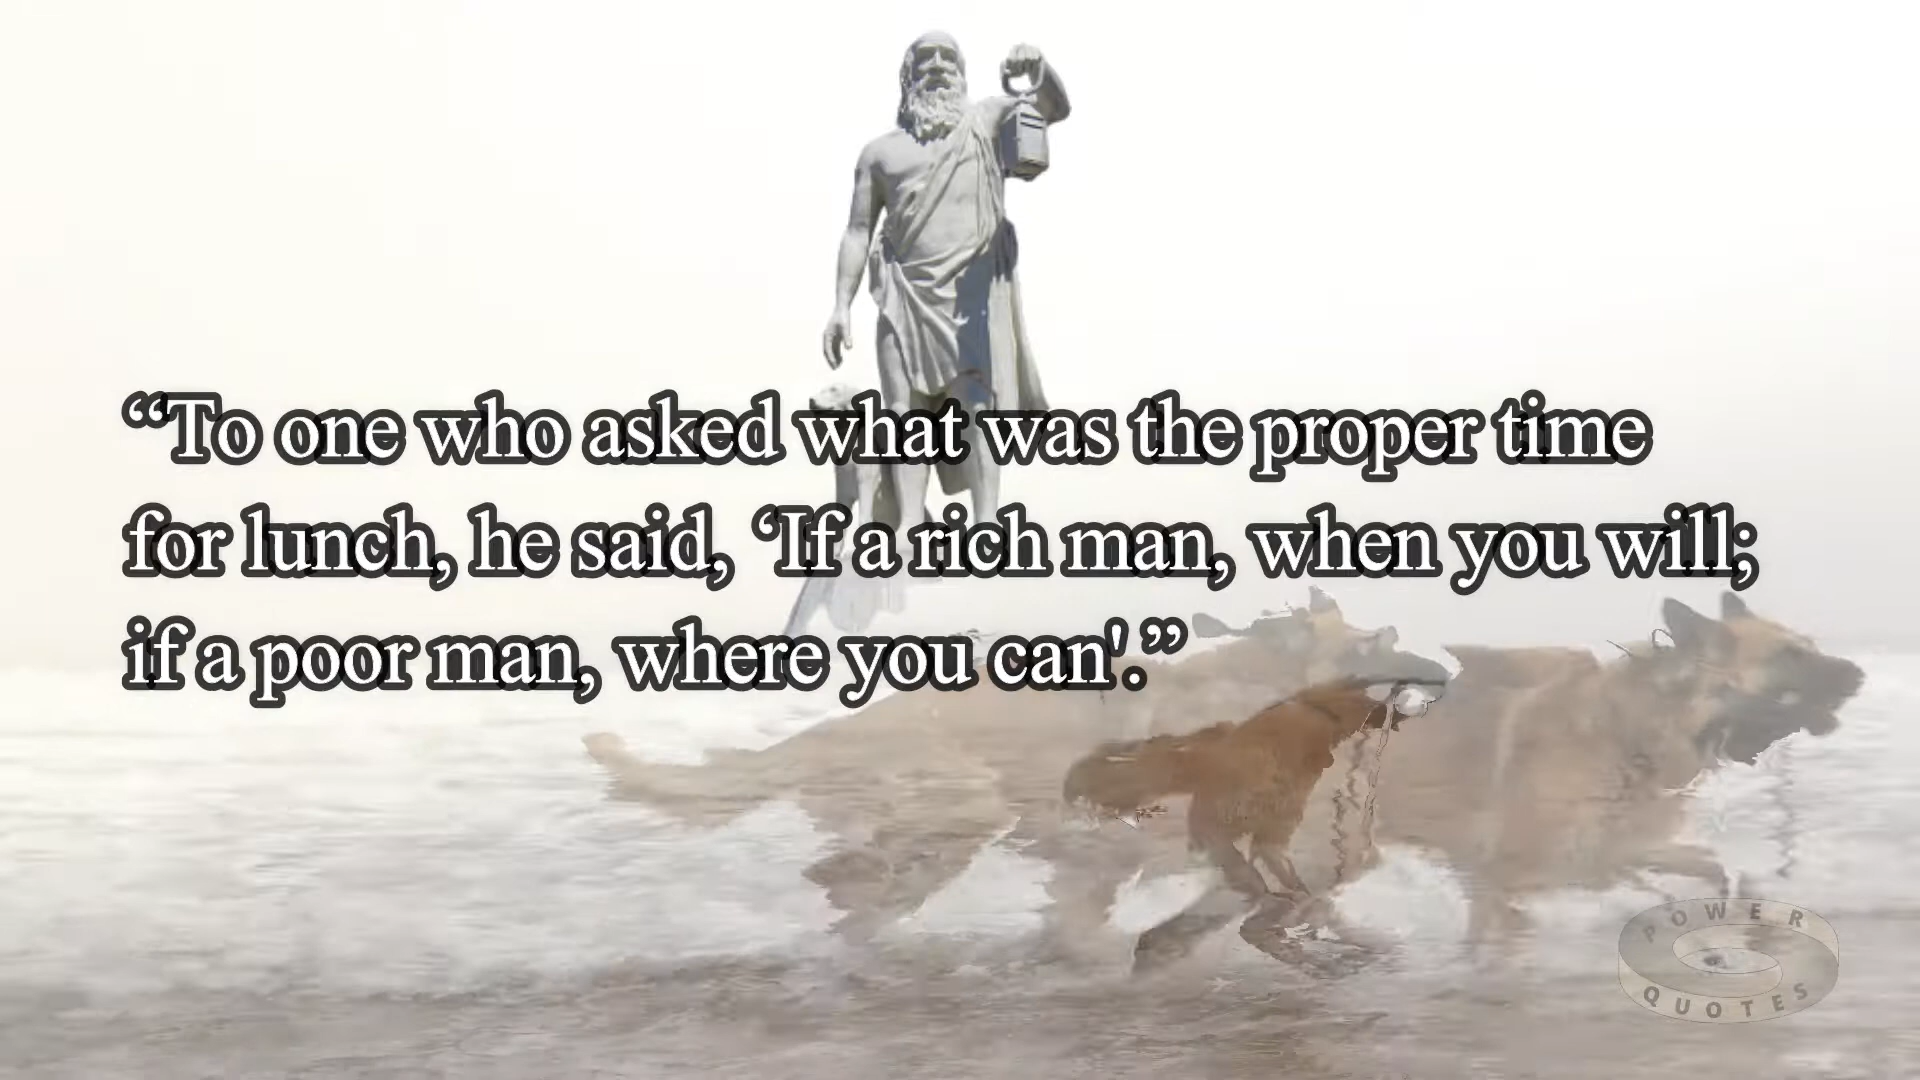 “To one who asked what was the proper time
for lunch, he said, ‘If a rich man, when you will;
if a poor man, where you can'.”
POWER
QUOTES